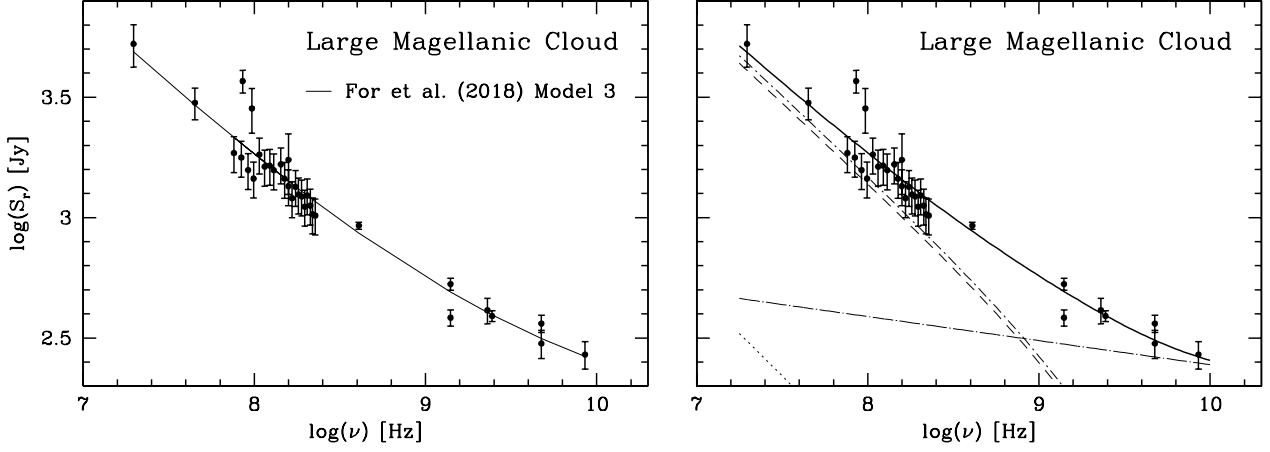 Large Magellanic Cloud
For et al. (2018) Model 3
3.5
3
2.5
log(Sν) [Jy]
7
8
9
10
log(ν) [Hz]
Large Magellanic Cloud
7
8
9
10
log(ν) [Hz]